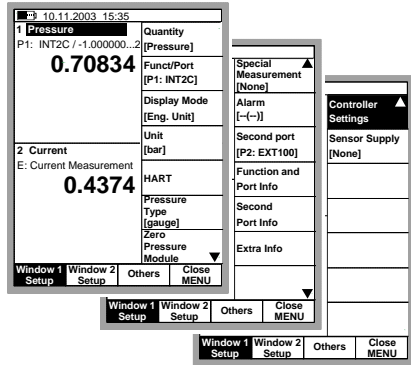 10.11.2003 15:35
1 Pressure
P1: INT2C / -1.000000...2
0.70834
2 Current
E: Current Measurement
0.4374
Quantity
[Pressure]
Funct/Port
[P1: INT2C]
Display Mode
[Eng. Unit]
Unit
[bar]
HART
Pressure
Type
[gauge]
Zero
Pressure
Module
Window 1
Setup
Window 2
Setup
Others
Close
MENU
Special
Measurement
[None]
Alarm
[--(--)]
Second port
[P2: EXT100]
Function and
Port Info
Second
Port Info
Extra Info
Window 1
Setup
Window 2
Setup
Others
Close
MENU
Controller
Settings
Sensor Supply
[None]
Window 1
Setup
Window 2
Setup
Others
Close
MENU